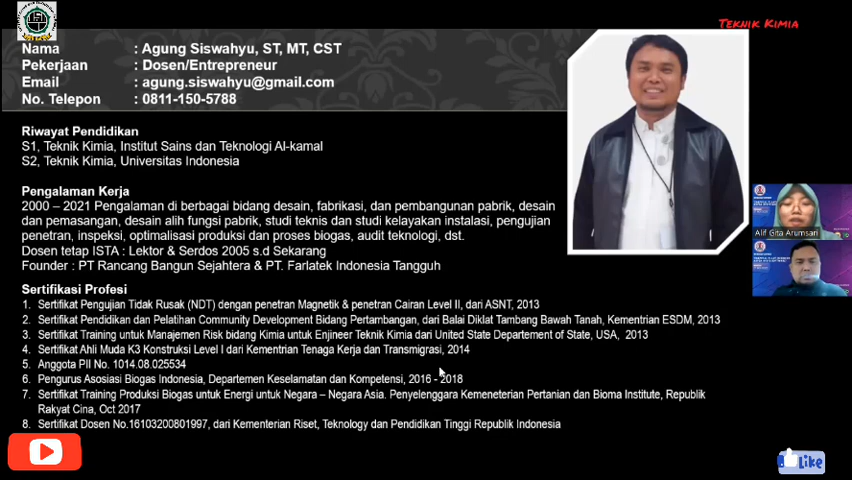 TEKNIK KIMIA
Nama : Agung Siswahyu, ST, MT, CST
Pekerjaan : Dosen/Entrepreneur
Email : agung.siswahyu@gmail.com
No. Telepon : 0811-150-5788
Riwayat Pendidikan
S1, Teknik Kimia, Institut Sains dan Teknologi Al-kamal
S2, Teknik Kimia, Universitas Indonesia
Pengalaman Kerja
2000 – 2021 Pengalaman di berbagai bidang desain, fabrikasi, dan pembangunan pabrik, desain
dan pemasangan, desain alih fungsi pabrik, studi teknis dan studi kelayakan instalasi, pengujian
penetran, inspeksi, optimalisasi produksi dan proses biogas, audit teknologi, dst.
Dosen tetap ISTA : Lektor & Serdos 2005 s.d Sekarang
Founder : PT Rancang Bangun Sejahtera & PT. Farlatek Indonesia Tangguh
Sertifikasi Profesi
1. Sertifikat Pengujian Tidak Rusak (NDT) dengan penetran Magnetik & penetran Cairan Level II, dari ASNT, 2013
2. Sertifikat Pendidikan dan Pelatihan Community Development Bidang Pertambangan, dari Balai Diklat Tambang Bawah Tanah, Kementrian ESDM, 2013
3. Sertifikat Training untuk Manajemen Risk bidang Kimia untuk Enjineer Teknik Kimia dari United State Departement of State, USA, 2013
4. Sertifikat Ahli Muda K3 Konstruksi Level I dari Kementrian Tenaga Kerja dan Transmigrasi, 2014
5. Anggota PII No. 1014.08.025534
6. Pengurus Asosiasi Biogas Indonesia, Departemen Keselamatan dan Kompetensi, 2016 - 2018
7. Sertifikat Training Produksi Biogas untuk Energi untuk Negara – Negara Asia. Penyelenggara Kemeneterian Pertanian dan Bioma Institute, Republik
Rakyat Cina, Oct 2017
8. Sertifikat Dosen No.16103200801997, dari Kementerian Riset, Teknology dan Pendidikan Tinggi Republik Indonesia
Alif Gita Arumsari
Like